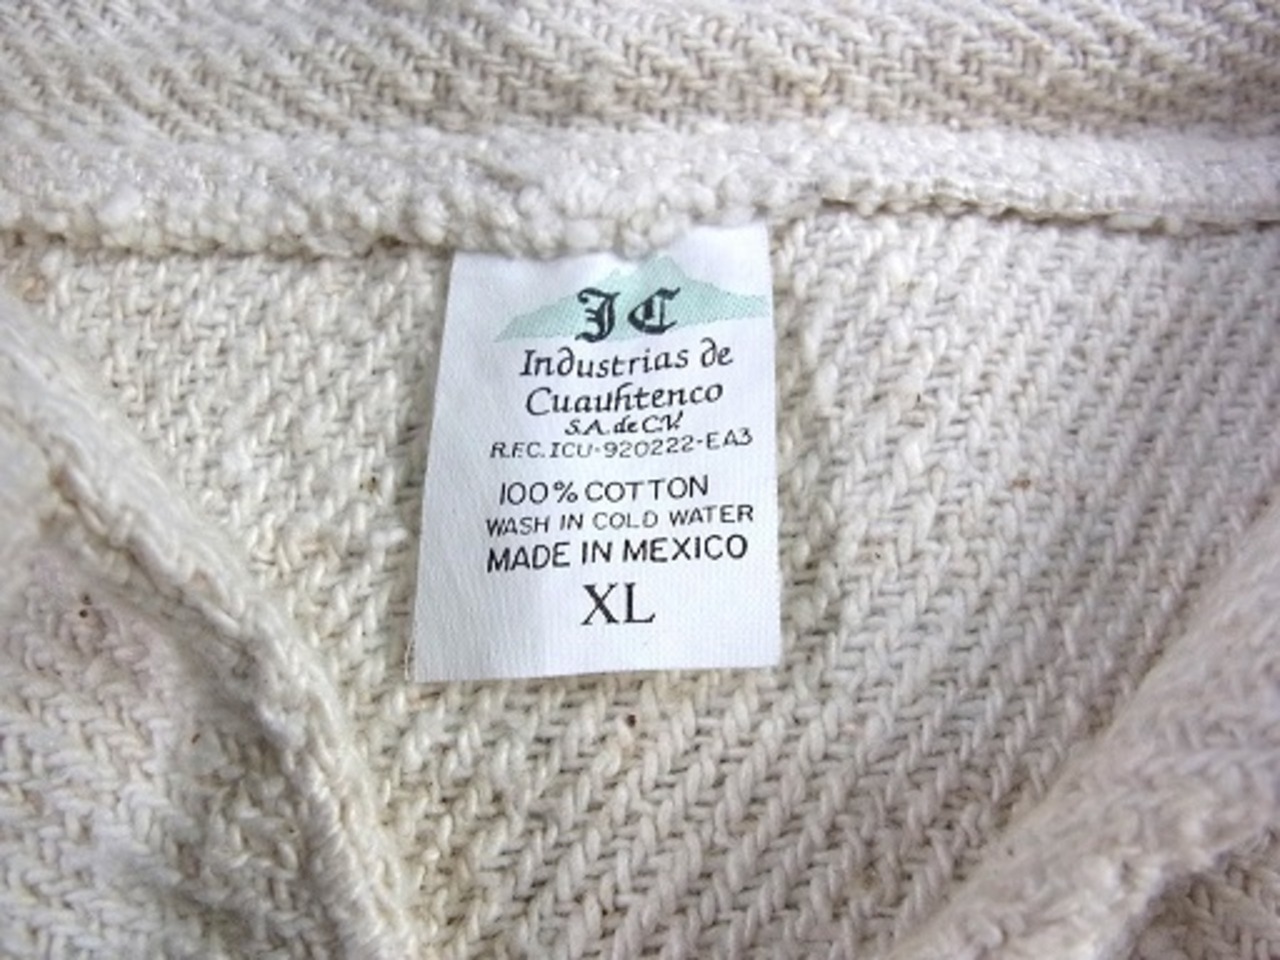 JC
Industrias de
Cuauhtenco
S.A. de C.V.
R.F.C. ICU-920222-EA3
100% COTTON
WASH IN COLD WATER
MADE IN MEXICO
XL